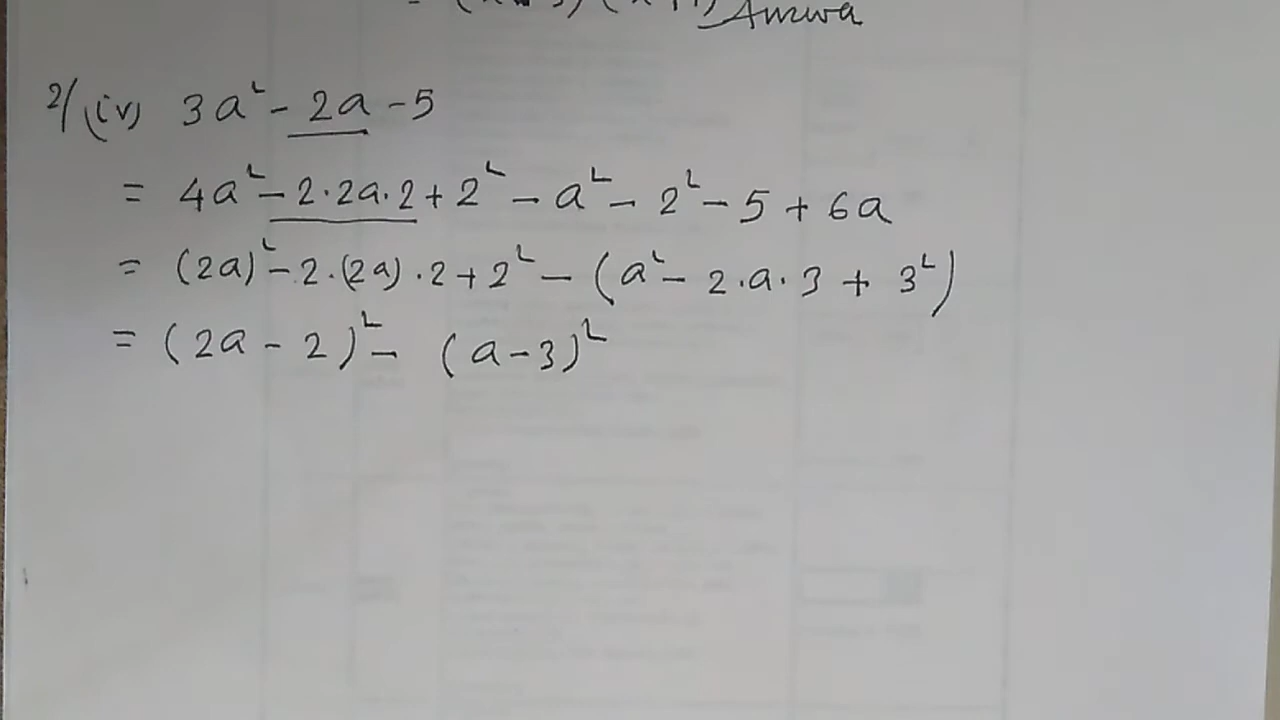 Answer
2/(iv) 3a² - 2a - 5
= 4a² - 2·2a·2 + 2² - a² - 2² - 5 + 6a
= (2a)² - 2·(2a)·2 + 2² - (a² - 2·a·3 + 3²)
= (2a - 2)² - (a - 3)²